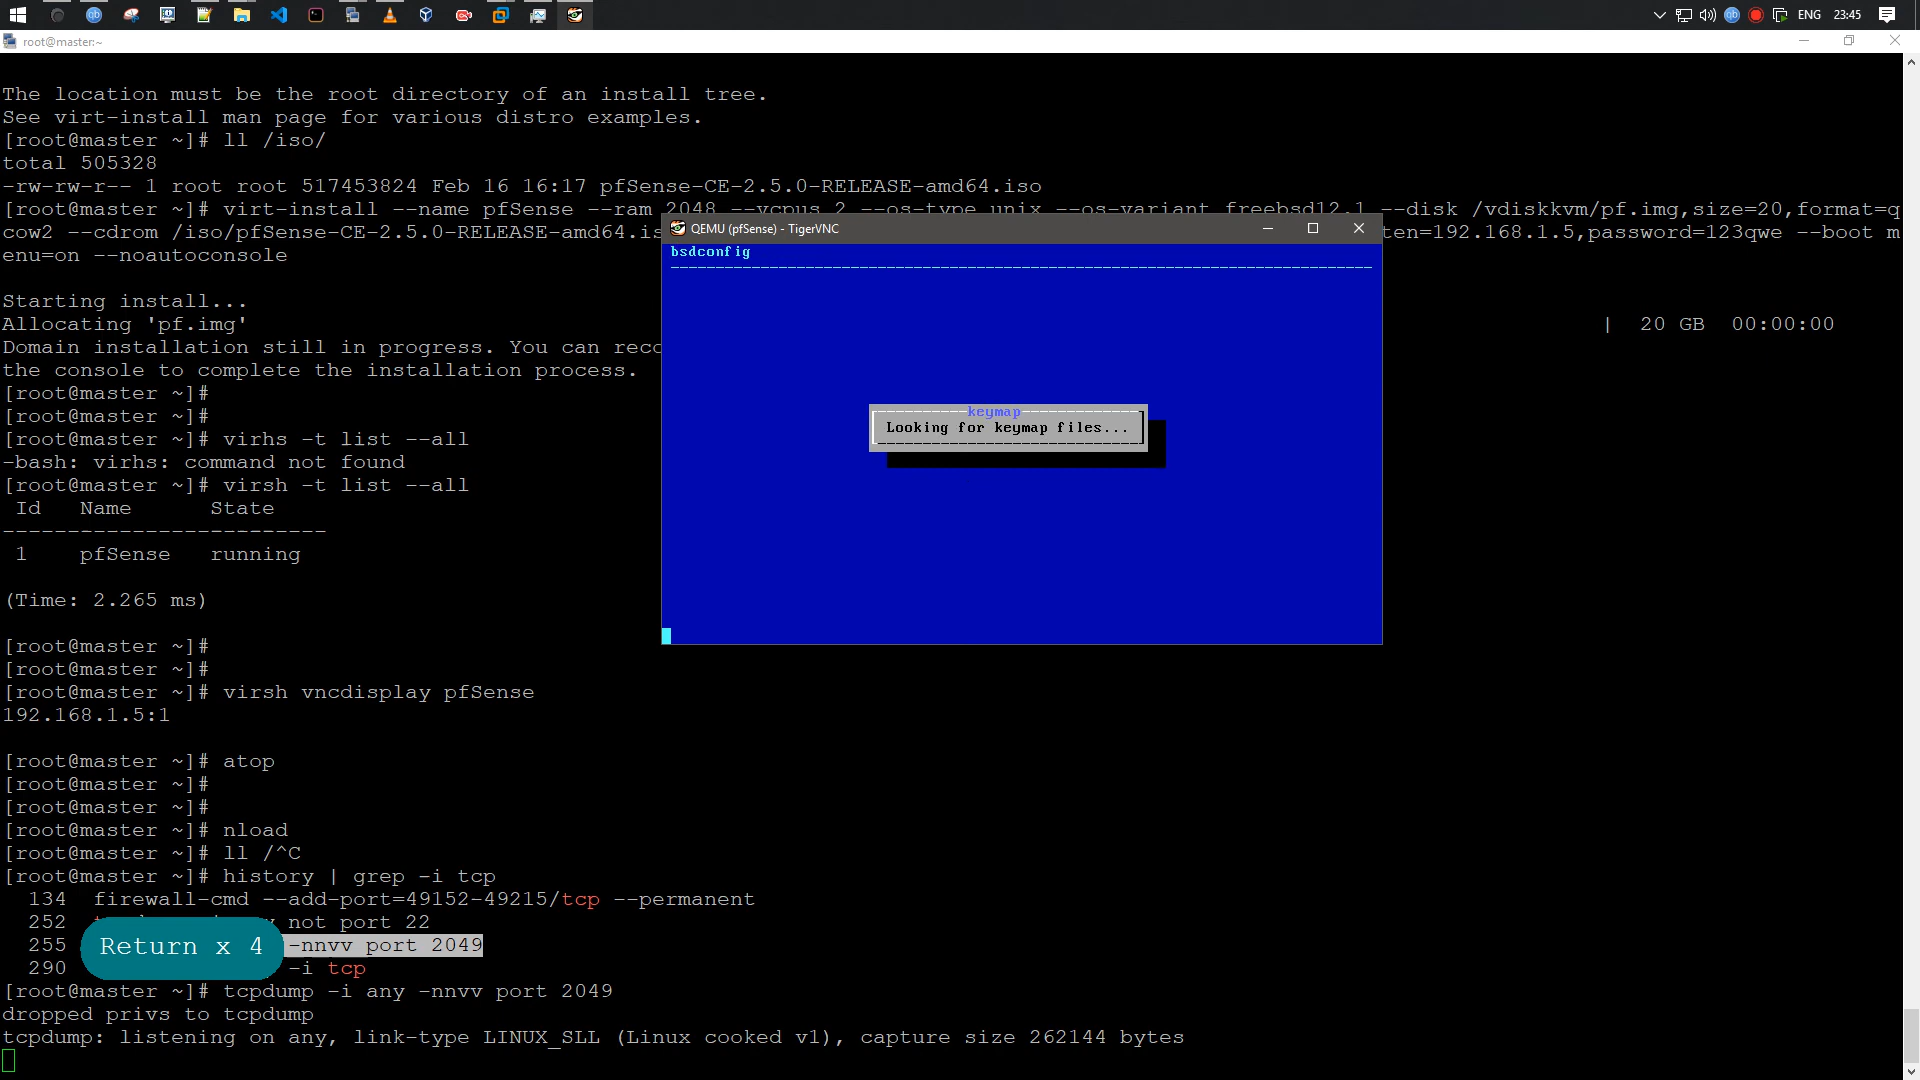 ENG 23:45
root@master:~
The location must be the root directory of an install tree.
See virt-install man page for various distro examples.
[root@master ~]# ll /iso/
total 505328
-rw-rw-r-- 1 root root 517453824 Feb 16 16:17 pfSense-CE-2.5.0-RELEASE-amd64.iso
[root@master ~]# virt-install --name pfSense --ram 2048 --vcpus 2 --os-type unix --os-variant freebsd12.1 --disk /vdiskkvm/pf.img,size=20,format=q
cow2 --cdrom /iso/pfSense-CE-2.5.0-RELEASE-amd64.is ten=192.168.1.5,password=123qwe --boot m
enu=on --noautoconsole
Starting install...
Allocating 'pf.img' | 20 GB 00:00:00
Domain installation still in progress. You can reco
the console to complete the installation process.
[root@master ~]#
[root@master ~]#
[root@master ~]# virhs -t list --all
-bash: virhs: command not found
[root@master ~]# virsh -t list --all
Id Name State
-------------------------
1 pfSense running
(Time: 2.265 ms)
[root@master ~]#
[root@master ~]#
[root@master ~]# virsh vncdisplay pfSense
192.168.1.5:1
[root@master ~]# atop
[root@master ~]#
[root@master ~]#
[root@master ~]# nload
[root@master ~]# ll /^C
[root@master ~]# history | grep -i tcp
134 firewall-cmd --add-port=49152-49215/tcp --permanent
252 not port 22
255 -nnvv port 2049
290 -i tcp
Return x 4
[root@master ~]# tcpdump -i any -nnvv port 2049
dropped privs to tcpdump
tcpdump: listening on any, link-type LINUX_SLL (Linux cooked v1), capture size 262144 bytes
QEMU (pfSense) - TigerVNC
bsdconfig
keymap
Looking for keymap files...